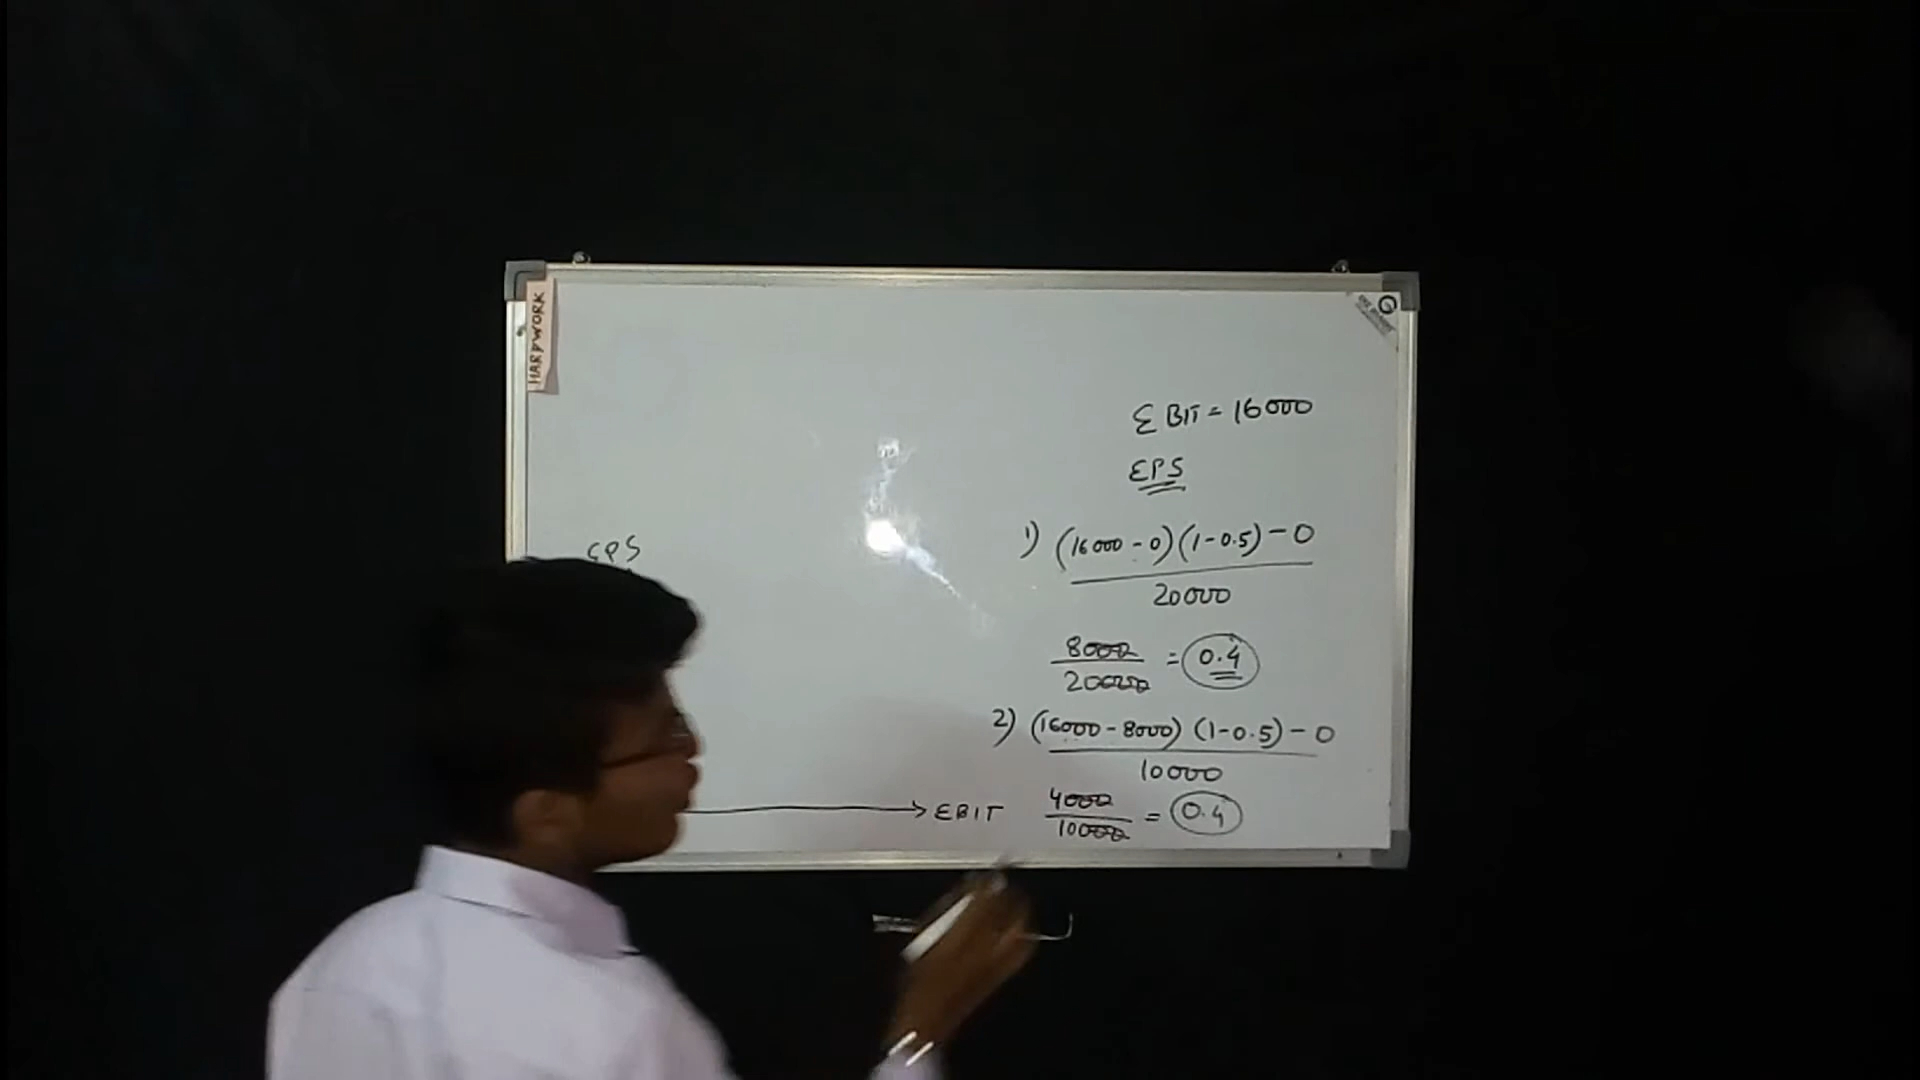 HARDWORK
EBIT = 16000
EPS
1) (16000 - 0) (1 - 0.5) - 0
20000
8000
20000
= 0.4
2) (16000 - 8000) (1 - 0.5) - 0
10000
4000
10000
= 0.4
EPS
EBIT